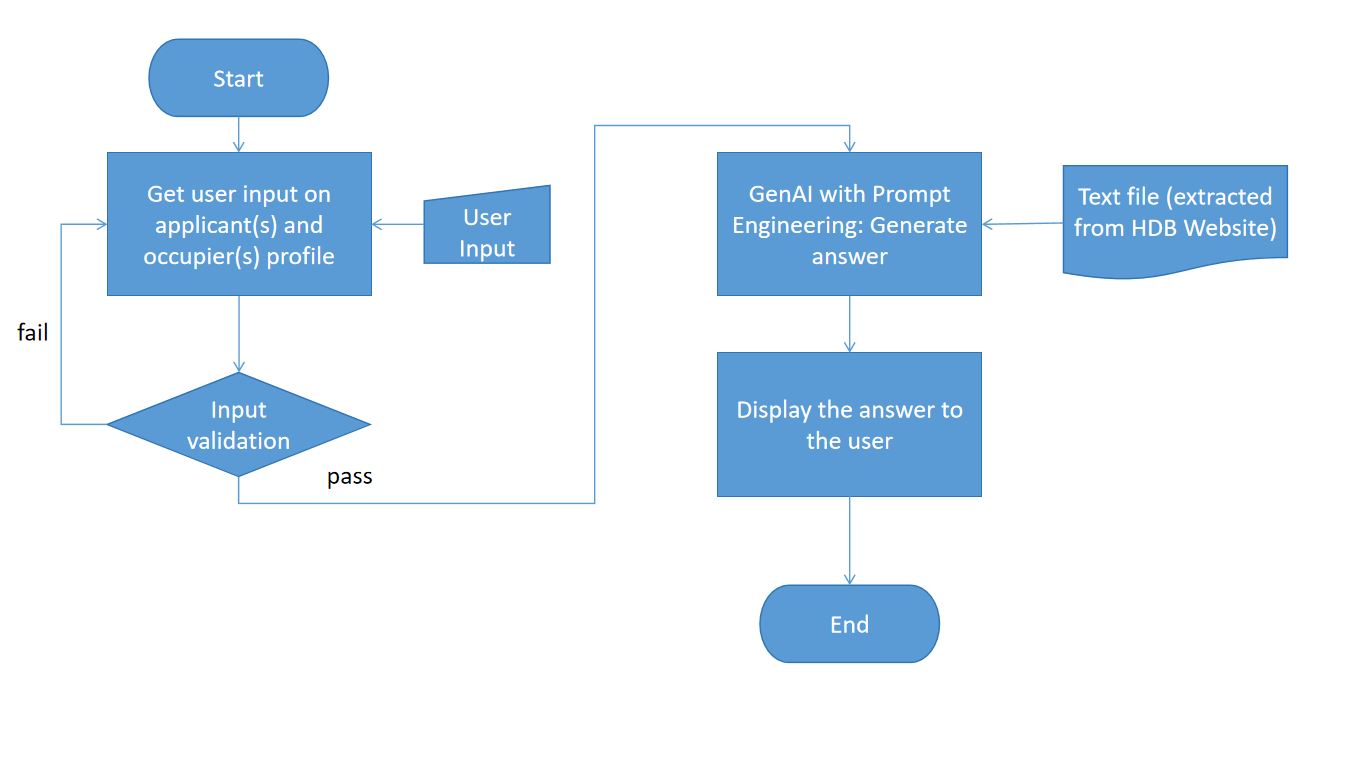 Start
Get user input on
applicant(s) and
occupier(s) profile
User
Input
fail
Input
validation
pass
GenAI with Prompt
Engineering: Generate
answer
Text file (extracted
from HDB Website)
Display the answer to
the user
End